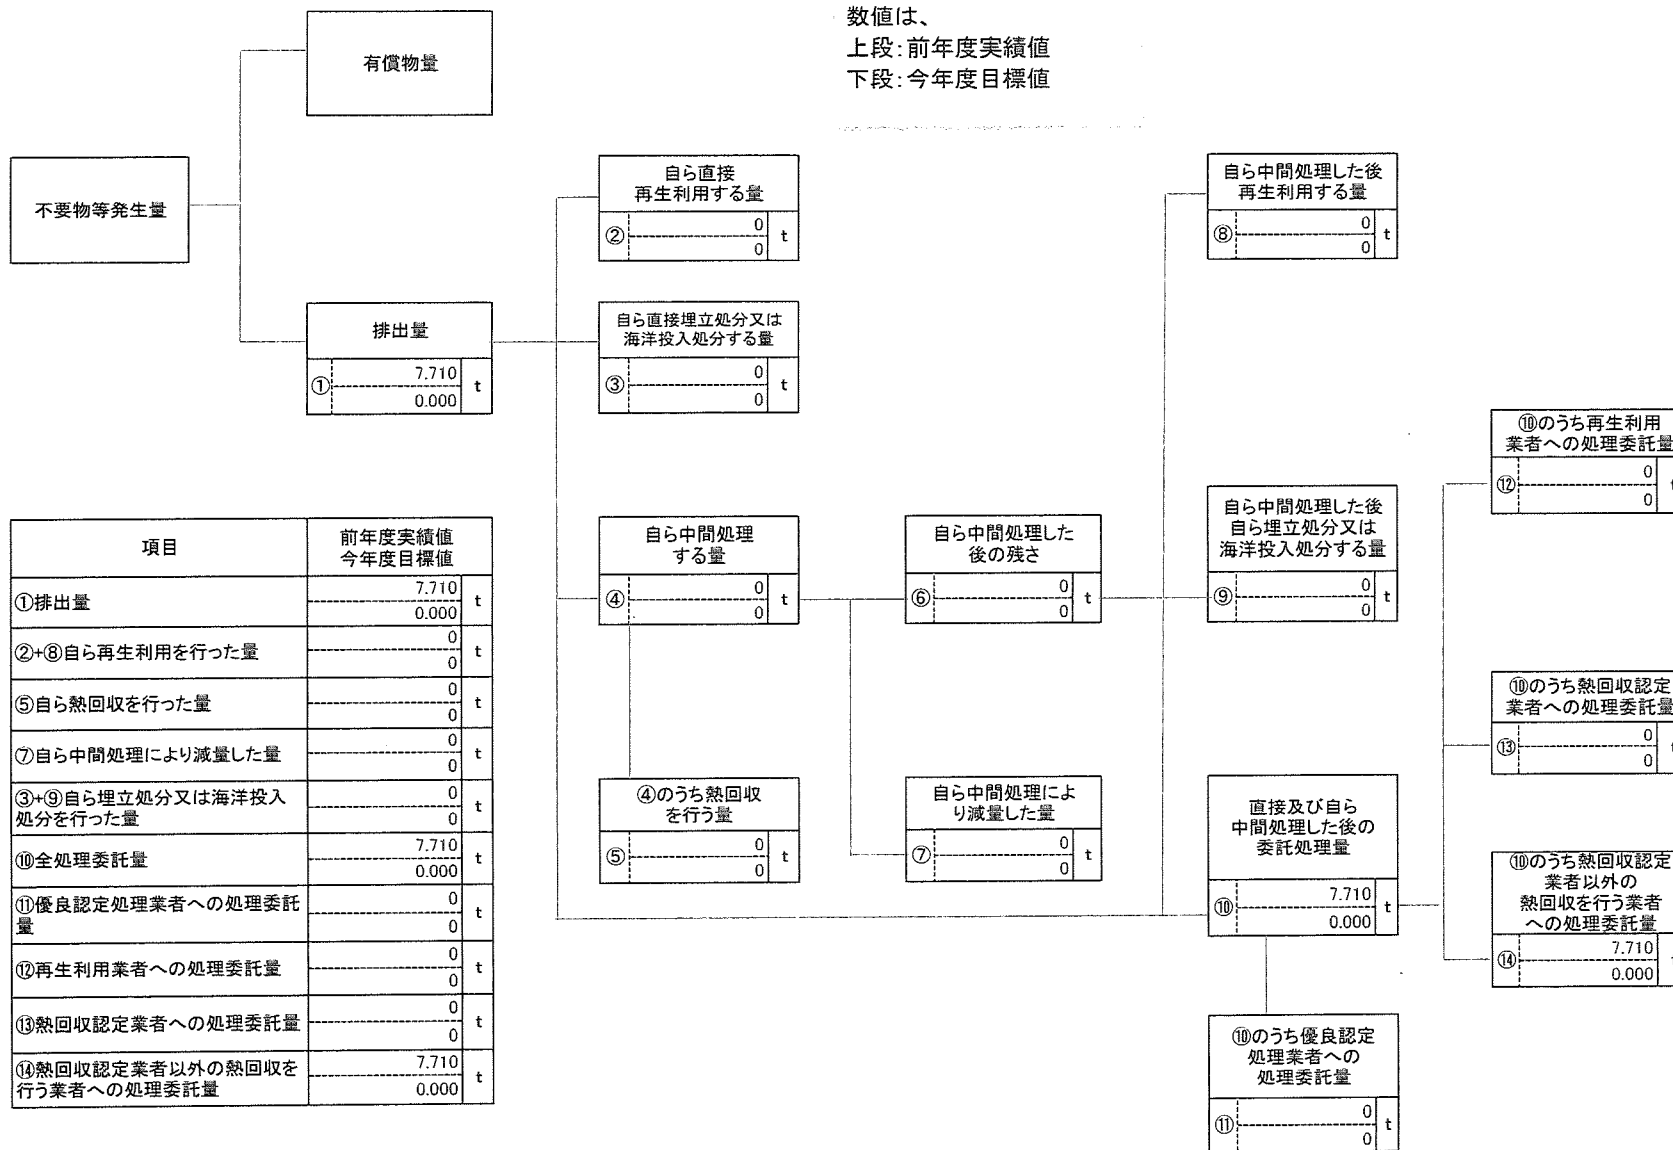 数値は、
上段:前年度実績値
下段:今年度目標値
有償物量
不要物等発生量
排出量
①
7.710
0.000
t
自ら直接
再生利用する量
②
0
0
t
自ら直接埋立処分又は
海洋投入処分する量
③
0
0
t
自ら中間処理
する量
④
0
0
t
④のうち熱回収
を行う量
⑤
0
0
t
自ら中間処理した
後の残さ
⑥
0
0
t
自ら中間処理によ
り減量した量
⑦
0
0
t
自ら中間処理した後
再生利用する量
⑧
0
0
t
自ら中間処理した後
自ら埋立処分又は
海洋投入処分する量
⑨
0
0
t
直接及び自ら
中間処理した後の
委託処理量
⑩
7.710
0.000
t
⑩のうち優良認定
処理業者への
処理委託量
⑪
0
0
t
⑩のうち再生利用
業者への処理委託量
⑫
0
0
⑩のうち熱回収認定
業者への処理委託量
⑬
0
0
⑩のうち熱回収認定
業者以外の
熱回収を行う業者
への処理委託量
⑭
7.710
0.000
項目
前年度実績値
今年度目標値
①排出量
7.710
0.000
t
②+⑧自ら再生利用を行った量
0
0
t
⑤自ら熱回収を行った量
0
0
t
⑦自ら中間処理により減量した量
0
0
t
③+⑨自ら埋立処分又は海洋投入
処分を行った量
0
0
t
⑩全処理委託量
7.710
0.000
t
⑪優良認定処理業者への処理委託
量
0
0
t
⑫再生利用業者への処理委託量
0
0
t
⑬熱回収認定業者への処理委託量
0
0
t
⑭熱回収認定業者以外の熱回収を
行う業者への処理委託量
7.710
0.000
t